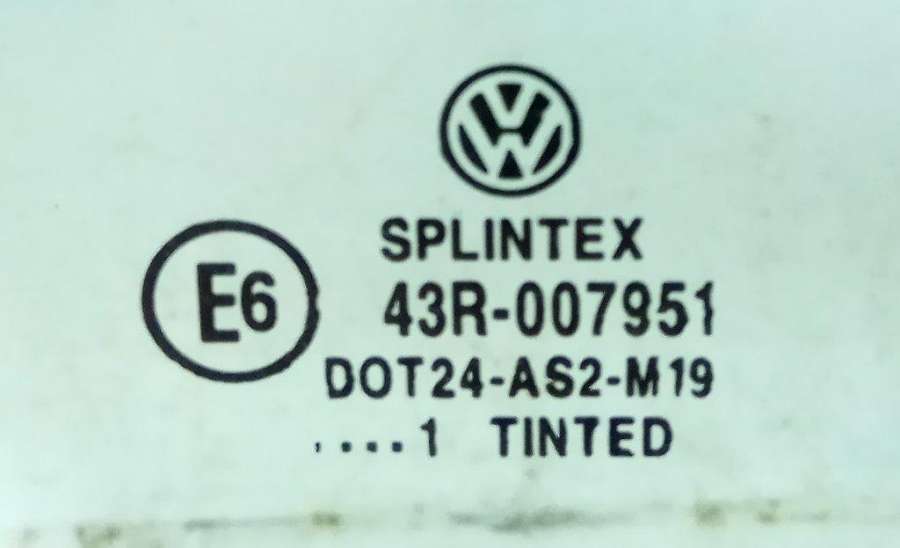 SPLINTEX
E6
43R-007951
DOT24-AS2-M19
....1 TINTED